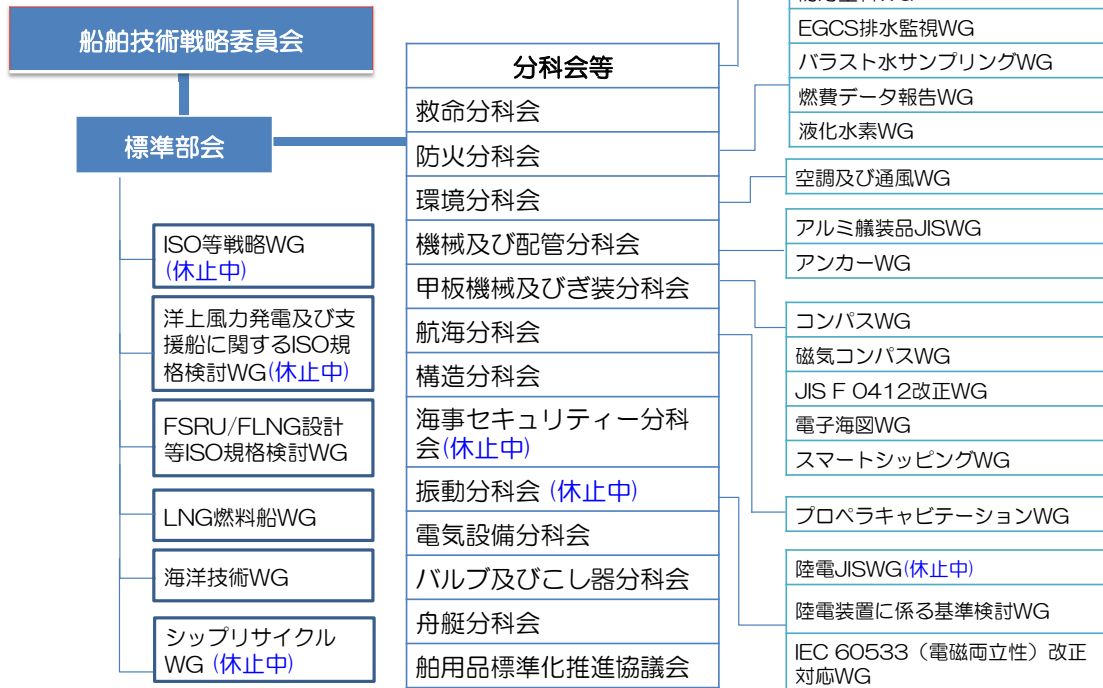 船舶技術戦略委員会
標準部会
ISO等戦略WG
(休止中)
洋上風力発電及び支
援船に関するISO規
格検討WG(休止中)
FSRU/FLNG設計
等ISO規格検討WG
LNG燃料船WG
海洋技術WG
シップリサイクル
WG (休止中)
分科会等
救命分科会
防火分科会
環境分科会
機械及び配管分科会
甲板機械及びぎ装分科会
航海分科会
構造分科会
海事セキュリティー分科
会(休止中)
振動分科会 (休止中)
電気設備分科会
バルブ及びこし器分科会
舟艇分科会
舶用品標準化推進協議会
EGCS排水監視WG
バラスト水サンプリングWG
燃費データ報告WG
液化水素WG
空調及び通風WG
アルミ艤装品JISWG
アンカーWG
コンパスWG
磁気コンパスWG
JIS F 0412改正WG
電子海図WG
スマートシッピングWG
プロペラキャビテーションWG
陸電JISWG(休止中)
陸電装置に係る基準検討WG
IEC 60533（電磁両立性）改正
対応WG